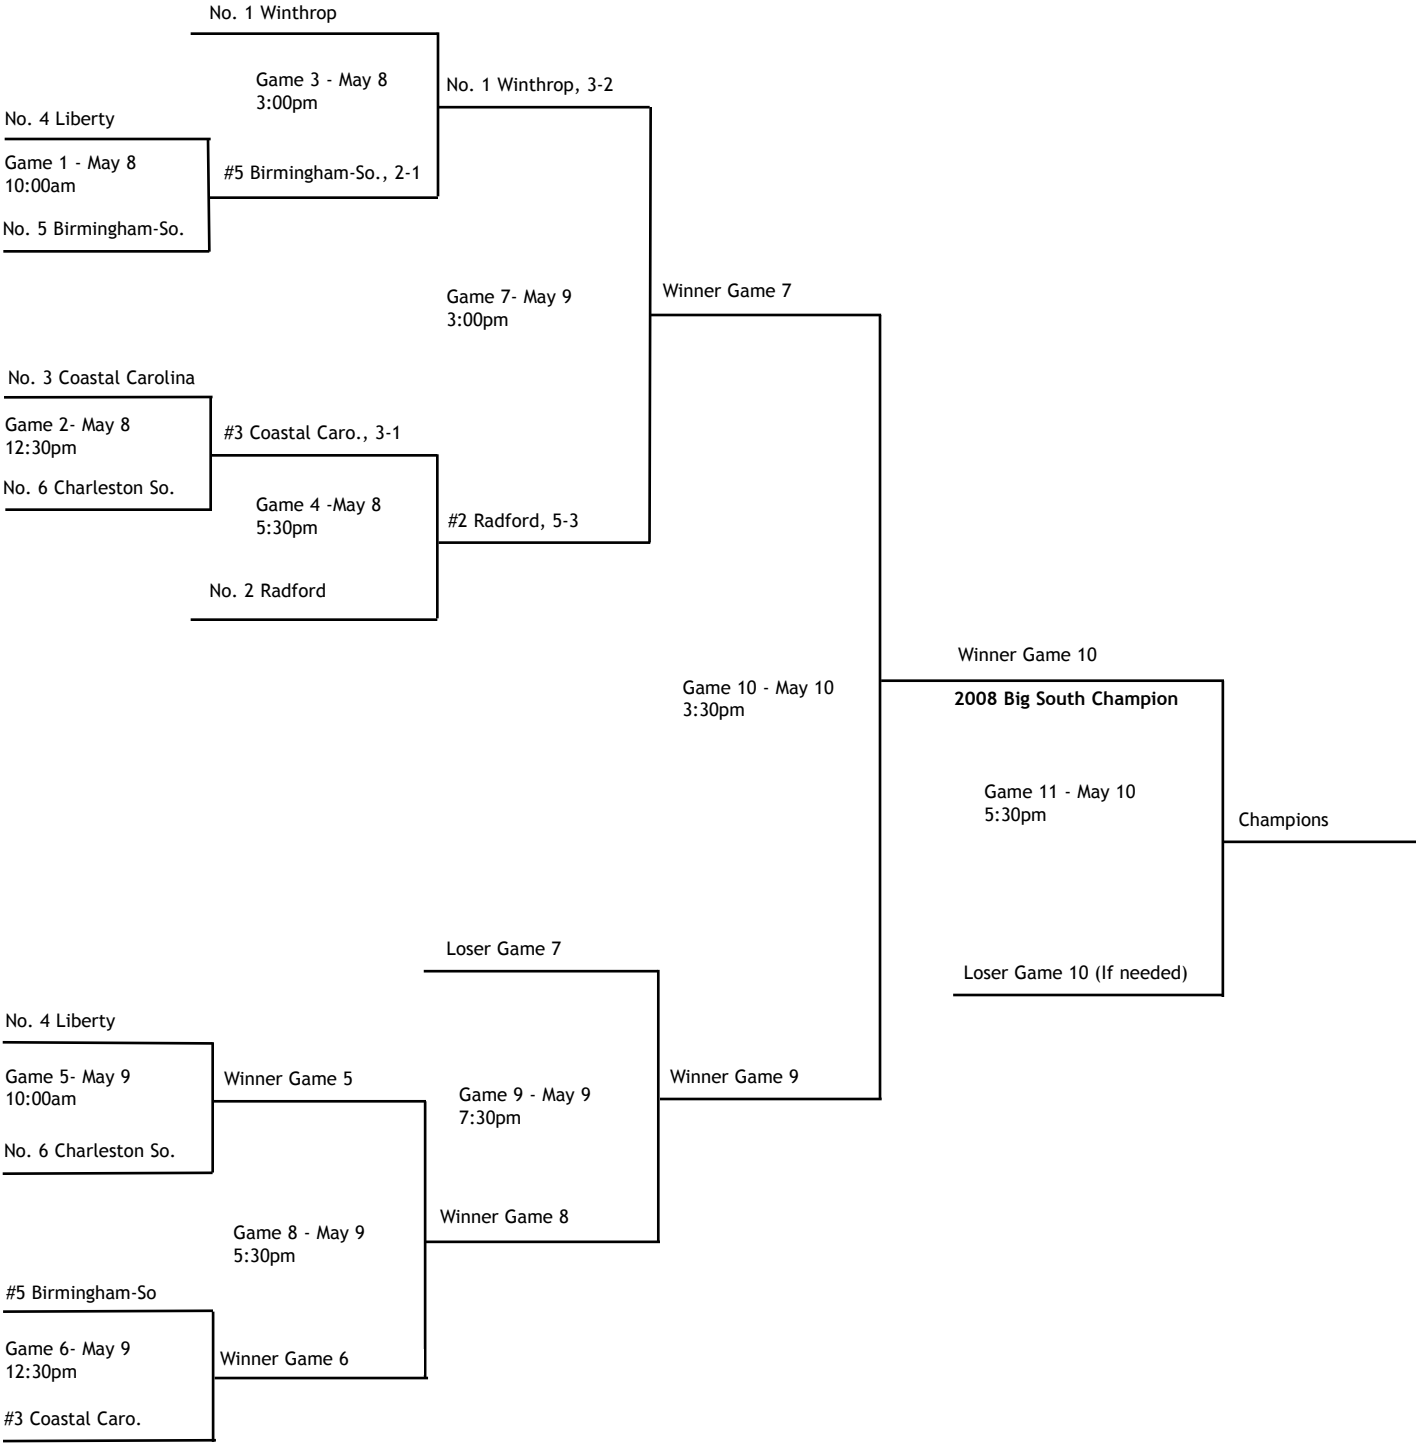 No. 1 Winthrop
Game 3 - May 8
3:00pm
No. 1 Winthrop, 3-2
No. 4 Liberty
Game 1 - May 8
10:00am
#5 Birmingham-So., 2-1
No. 5 Birmingham-So.
Game 7- May 9
3:00pm
Winner Game 7
No. 3 Coastal Carolina
Game 2- May 8
12:30pm
#3 Coastal Caro., 3-1
No. 6 Charleston So.
Game 4 -May 8
5:30pm
#2 Radford, 5-3
No. 2 Radford
Winner Game 10
2008 Big South Champion
Game 10 - May 10
3:30pm
Game 11 - May 10
5:30pm
Champions
Loser Game 7
Loser Game 10 (If needed)
No. 4 Liberty
Game 5- May 9
10:00am
Winner Game 5
Game 9 - May 9
7:30pm
Winner Game 9
No. 6 Charleston So.
Game 8 - May 9
5:30pm
Winner Game 8
#5 Birmingham-So
Game 6- May 9
12:30pm
Winner Game 6
#3 Coastal Caro.